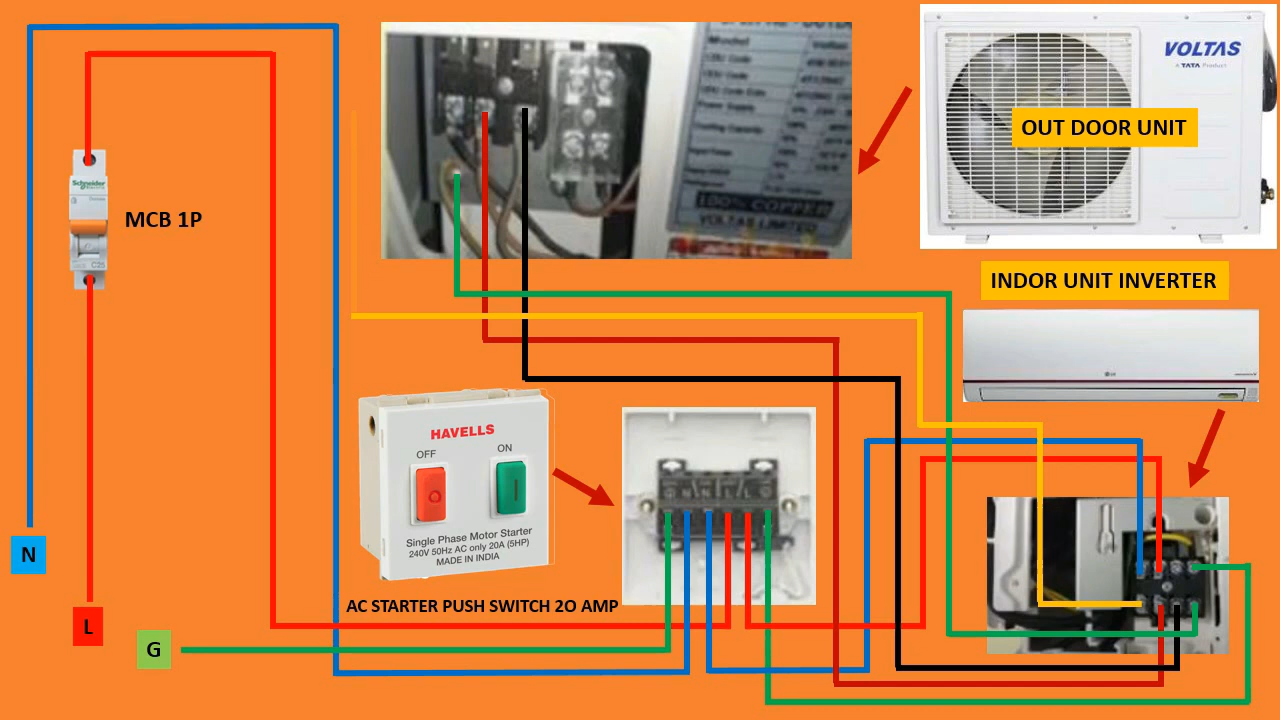 VOLTAS
A TATA Product
OUT DOOR UNIT
Schneider
MCB 1P
C25
100% COPPER
VOLTAS LIMITED
INDOR UNIT INVERTER
LG
HAVELLS
OFF
ON
Single Phase Motor Starter
240V 50Hz AC only 20A (5HP)
MADE IN INDIA
N
AC STARTER PUSH SWITCH 2O AMP
L
G